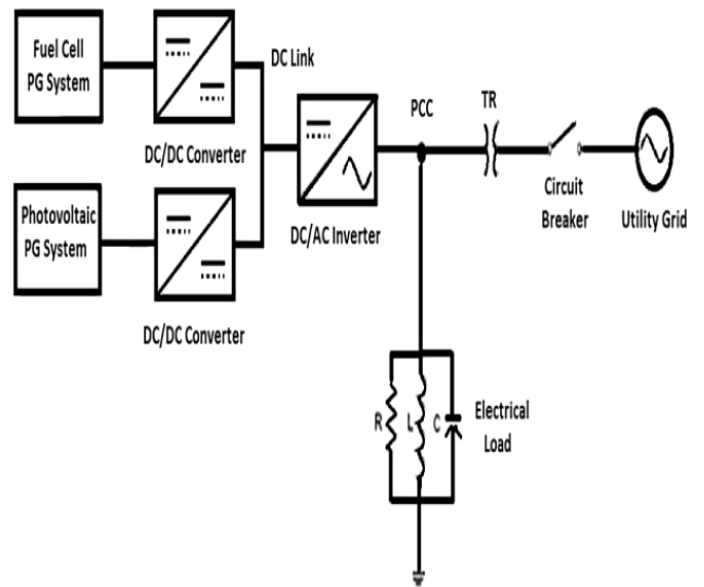 Fuel Cell
PG System
DC Link
DC/DC Converter
PCC
TR
Circuit
Breaker
Utility Grid
DC/AC Inverter
Photovoltaic
PG System
DC/DC Converter
R
L
C
Electrical
Load